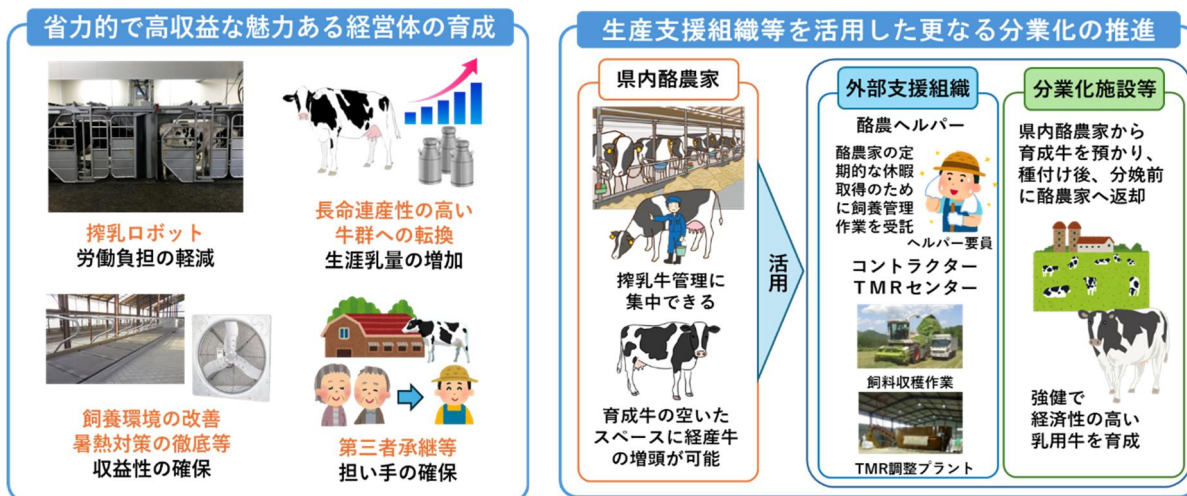 省力的で高収益な魅力ある経営体の育成
搾乳ロボット
労働負担の軽減
長命連産性の高い
牛群への転換
生涯乳量の増加
飼養環境の改善
暑熱対策の徹底等
収益性の確保
第三者承継等
担い手の確保
生産支援組織等を活用した更なる分業化の推進
県内酪農家
搾乳牛管理に
集中できる
育成牛の空いた
スペースに経産牛
の増頭が可能
活用
外部支援組織
酪農ヘルパー
酪農家の定
期的な休暇
取得のため
に飼養管理
作業を受託
ヘルパー要員
コントラクター
TMRセンター
飼料収穫作業
TMR調整プラント
分業化施設等
県内酪農家から
育成牛を預かり、
種付け後、分娩前
に酪農家へ返却
強健で
経済性の高い
乳用牛を育成